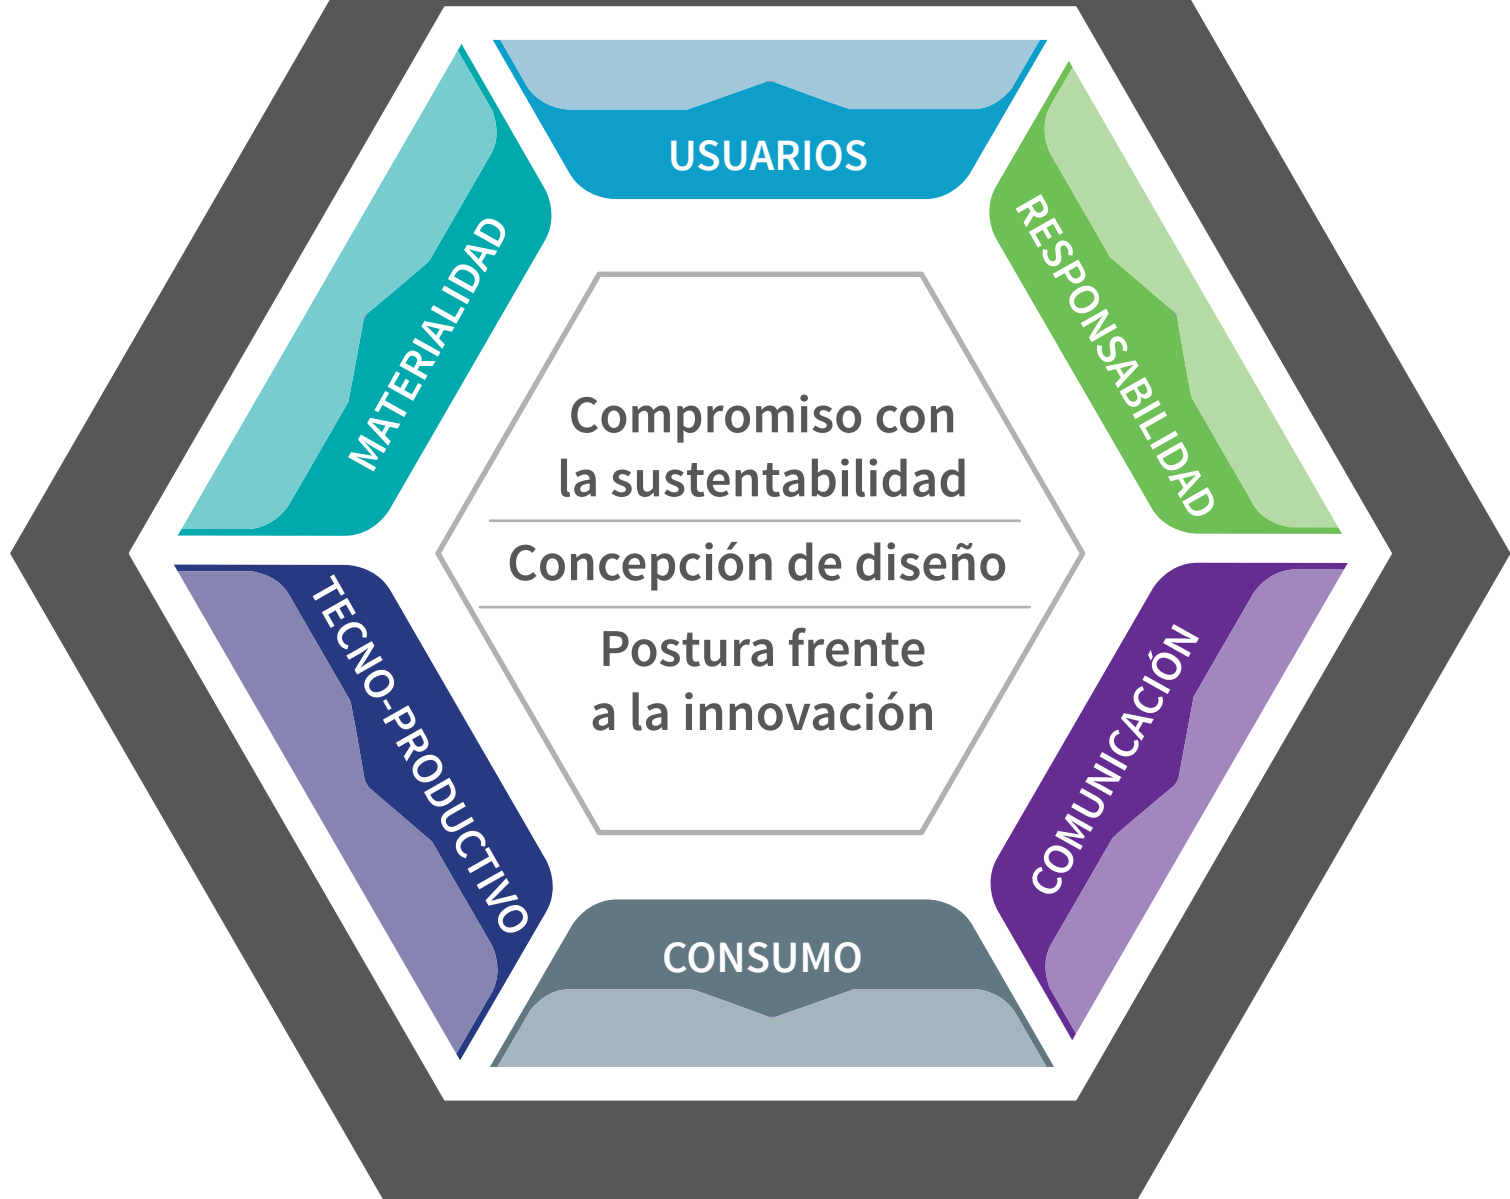 USUARIOS
MATERIALIDAD
RESPONSABILIDAD
Compromiso con
la sustentabilidad
Concepción de diseño
Postura frente
a la innovación
TECNO-PRODUCTIVO
COMUNICACIÓN
CONSUMO